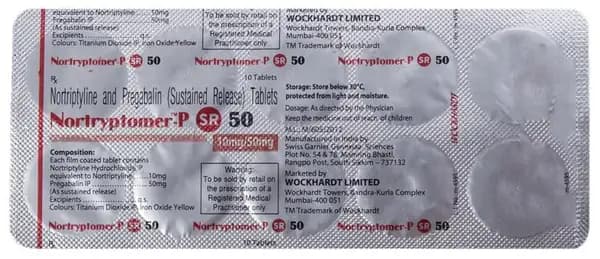 equivalent to Nortriptyline 10mg
Pregabalin IP 50mg
(As sustained release)
Excipients q.s
Colours: Titanium Dioxide IP, Iron Oxide Yellow
to be sold by retail on
the prescription of a
Registered Medical
Practitioner only
WOCKHARDT LIMITED
Wockhardt Towers, Bandra-Kurla Complex
Mumbai-400 051
TM Trademark of Wockhardt
Nortryptomer-P SR 50
Nortryptomer-P SR 50
Rx
10 Tablets
Nortriptyline and Pregabalin (Sustained Release) Tablets
Nortryptomer-P SR 50
10mg/50mg
Composition:
Each film coated tablet contains
Nortriptyline Hydrochloride IP
equivalent to Nortriptyline 10mg
Pregabalin IP 50mg
(As sustained release)
Excipients q.s
Colours: Titanium Dioxide IP, Iron Oxide Yellow
Warning:
To be sold by retail on
the prescription of a
Registered Medical
Practitioner only
Storage: Store below 30°C,
protected from light and moisture.
Dosage: As directed by the Physician
Keep the medicine out of reach of children
M.L.: M/605/2012
Manufactured in India by
Swiss Garnier Genexiaa Sciences
Plot No. 54 & 78, Mamring Bhasti,
Rangpo Post, South Sikkim - 737132
Marketed by
WOCKHARDT LIMITED
Wockhardt Towers, Bandra-Kurla Complex
Mumbai-400 051
TM Trademark of Wockhardt
Nortryptomer-P SR 50
Nortryptomer-P SR 50
Rx
10 Tablets